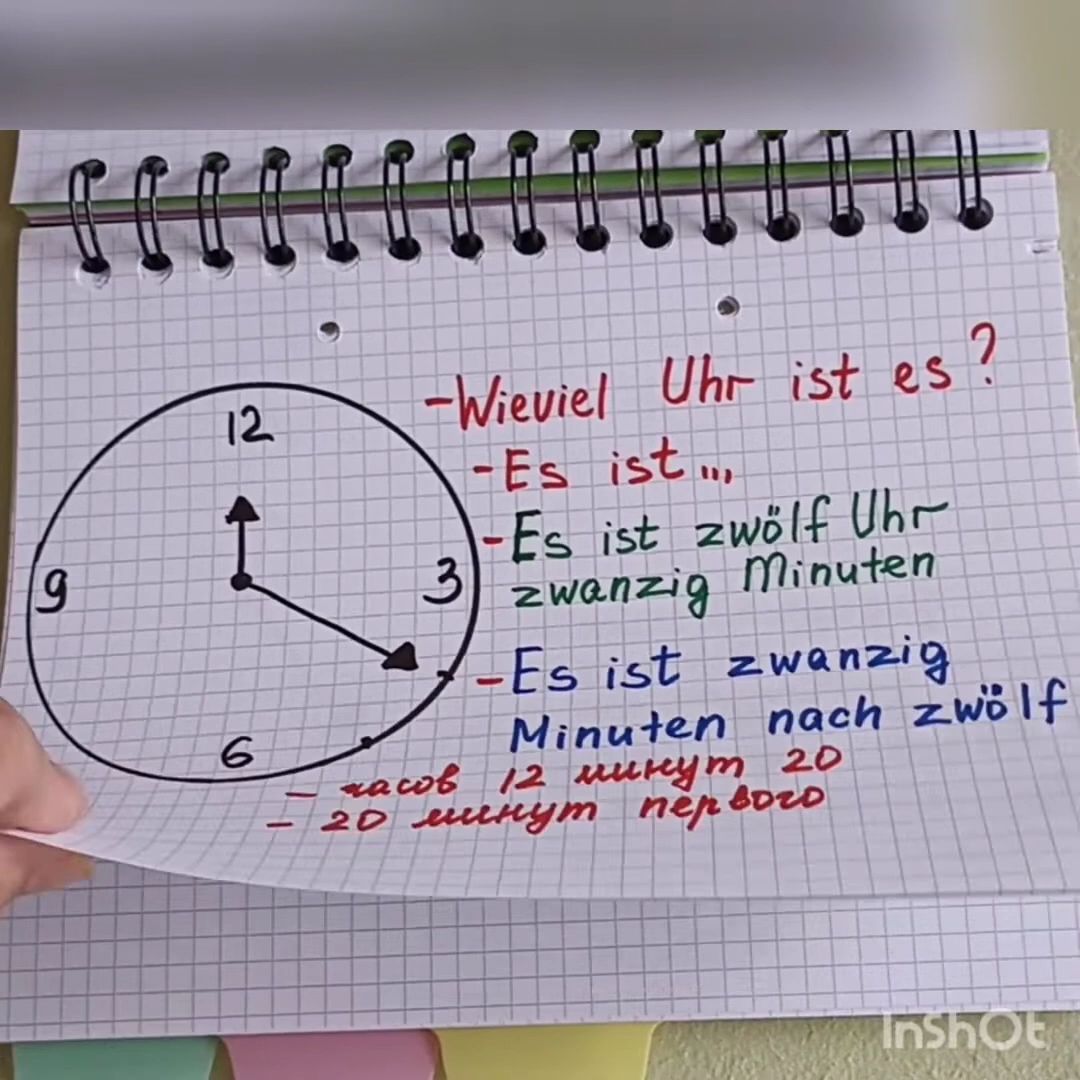 12
9
3
6
-Wieviel Uhr ist es?
-Es ist...
-Es ist zwölf Uhr
zwanzig Minuten
-Es ist zwanzig
Minuten nach zwölf
- часов 12 минут 20
- 20 минут первого
InShOt